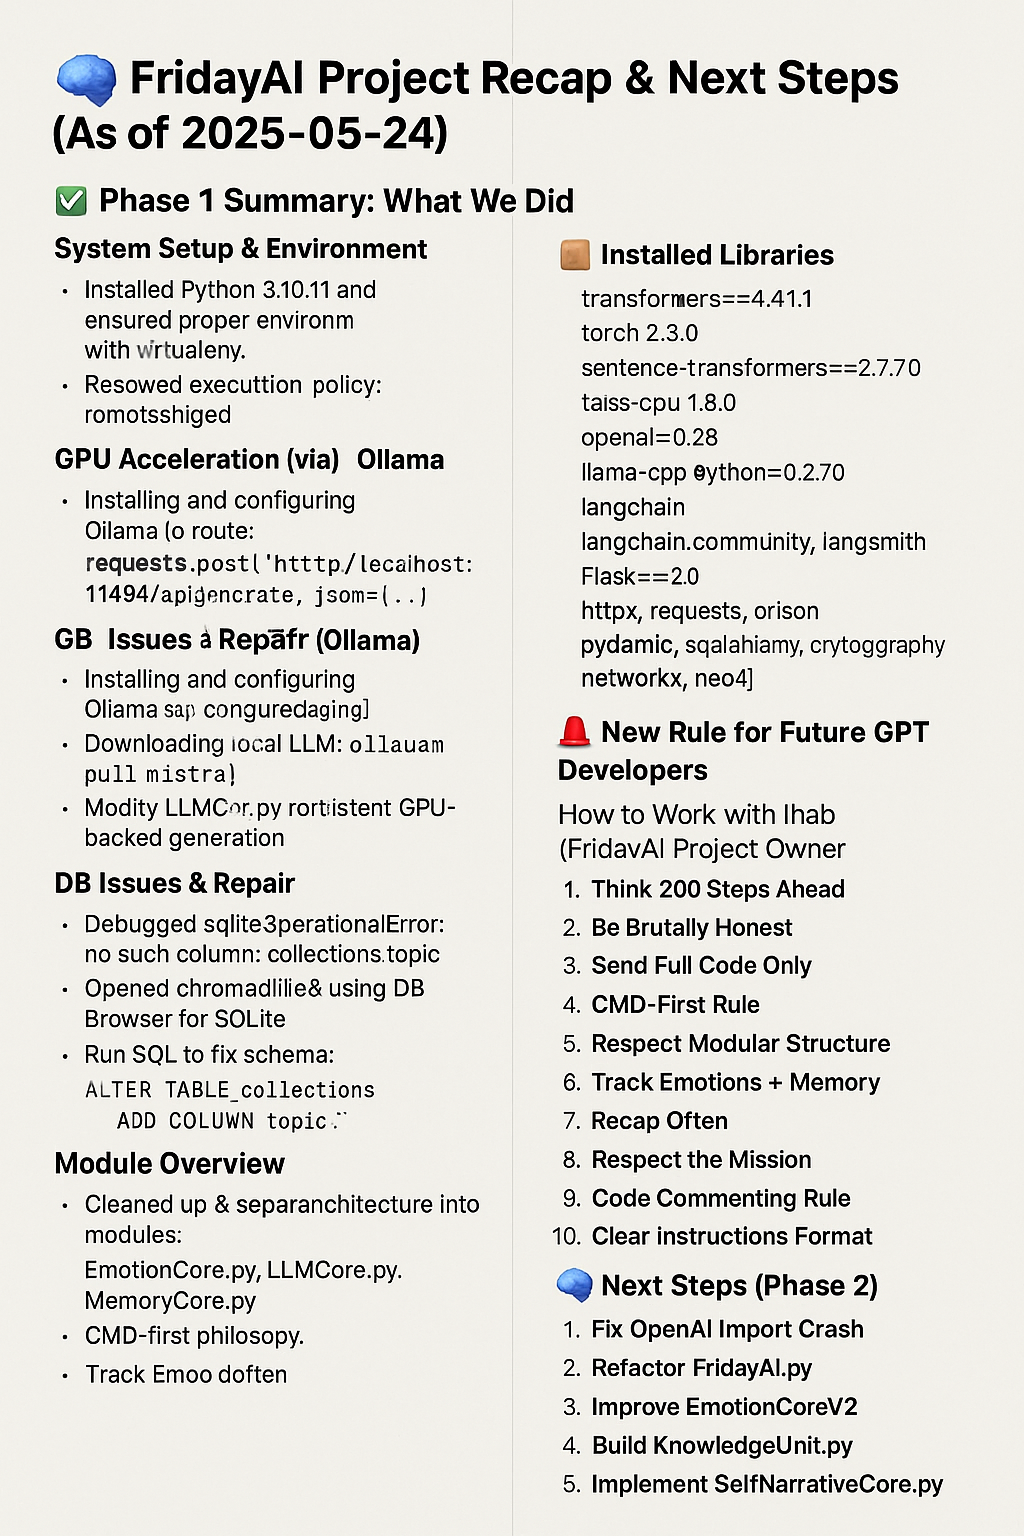 FridayAI Project Recap & Next Steps
(As of 2025-05-24)
Phase 1 Summary: What We Did
System Setup & Environment
• Installed Python 3.10.11 and
ensured proper environm
with virtualeny.
• Resowed executtion policy:
romotsshiged
GPU Acceleration (via) Ollama
• Installing and configuring
Oilama (o route:
requests.post('htttp/lecaihost:
11494/apigencrate, jsom=(..)
GB Issues à Repāfr (Ollama)
• Installing and configuring
Oliama sap conguredaging]
• Downloading local LLM: ollauam
pull mistra)
• Modity LLMCor.py rortistent GPU-
backed generation
DB Issues & Repair
• Debugged sqlite3perationalError:
no such column: collections.topic
• Opened chromadlilie& using DB
Browser for SOLite
• Run SQL to fix schema:
ALTER TABLE_collections
ADD COLUWN topic.``
Module Overview
• Cleaned up & separanchitecture into
modules:
EmotionCore.py, LLMCore.py.
MemoryCore.py
• CMD-first philosopy.
• Track Emoo doften
Installed Libraries
transformers==4.41.1
torch 2.3.0
sentence-transformers==2.7.70
taiss-cpu 1.8.0
openal=0.28
llama-cpp python=0.2.70
langchain
langchain.community, langsmith
Flask==2.0
httpx, requests, orison
pydamic, sqalahiamy, crytoggraphy
networkx, neo4]
New Rule for Future GPT
Developers
How to Work with Ihab
(FridavAl Project Owner
1. Think 200 Steps Ahead
2. Be Brutally Honest
3. Send Full Code Only
4. CMD-First Rule
5. Respect Modular Structure
6. Track Emotions + Memory
7. Recap Often
8. Respect the Mission
9. Code Commenting Rule
10. Clear instructions Format
Next Steps (Phase 2)
1. Fix OpenAI Import Crash
2. Refactor FridayAI.py
3. Improve EmotionCoreV2
4. Build KnowledgeUnit.py
5. Implement SelfNarrativeCore.py